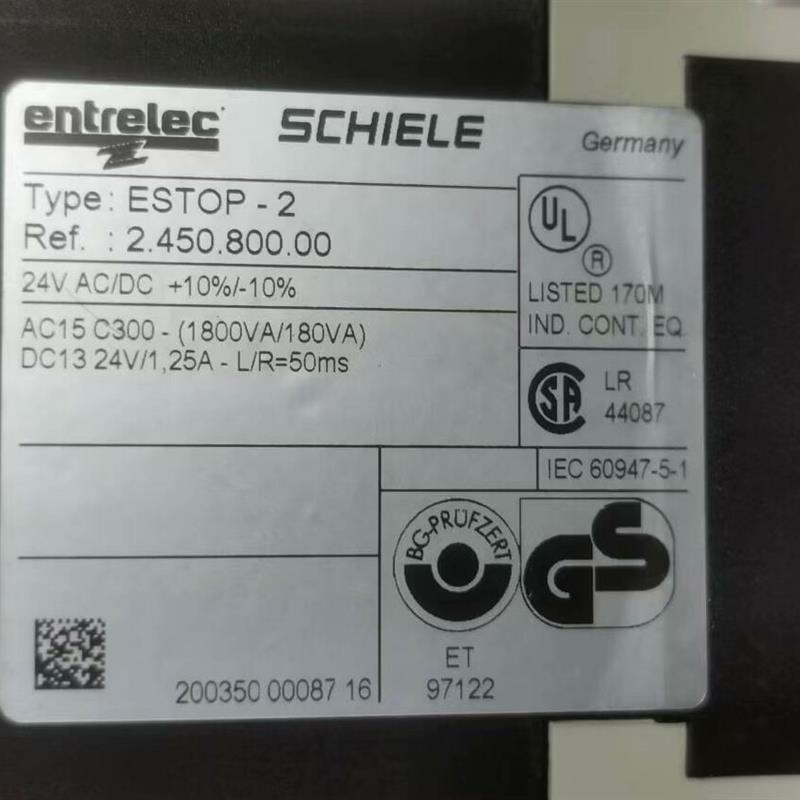 entrelec SCHIELE Germany
Type: ESTOP - 2
Ref. : 2.450.800.00
24V AC/DC +10%/-10%
AC15 C300 - (1800VA/180VA)
DC13 24V/1,25A - L/R=50ms
UL
R
LISTED 170M
IND. CONT. EQ.
SA
LR
44087
IEC 60947-5-1
BG-PRÜFZERT
GS
ET
97122
200350 00087 16